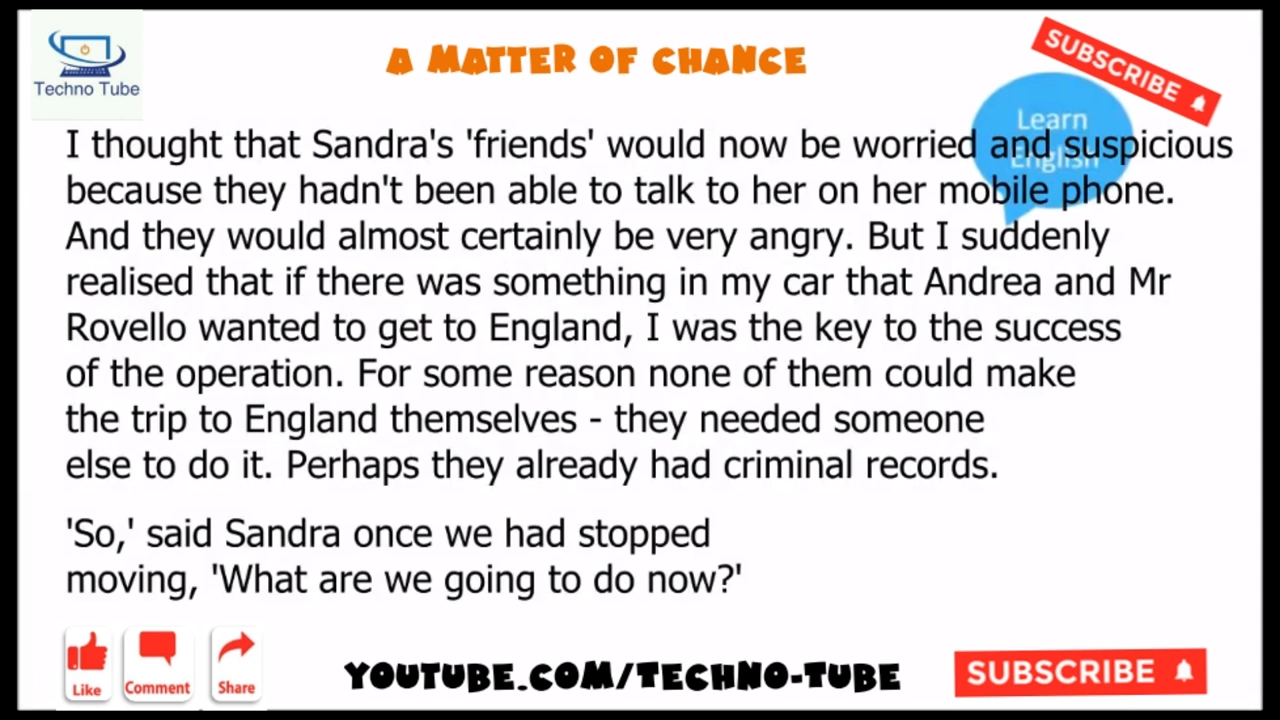 Techno Tube
A MATTER OF CHANCE
SUBSCRIBE
Learn
English
I thought that Sandra's 'friends' would now be worried and suspicious
because they hadn't been able to talk to her on her mobile phone.
And they would almost certainly be very angry. But I suddenly
realised that if there was something in my car that Andrea and Mr
Rovello wanted to get to England, I was the key to the success
of the operation. For some reason none of them could make
the trip to England themselves - they needed someone
else to do it. Perhaps they already had criminal records.
'So,' said Sandra once we had stopped
moving, 'What are we going to do now?'
Like
Comment
Share
YOUTUBE.COM/TECHNO-TUBE
SUBSCRIBE